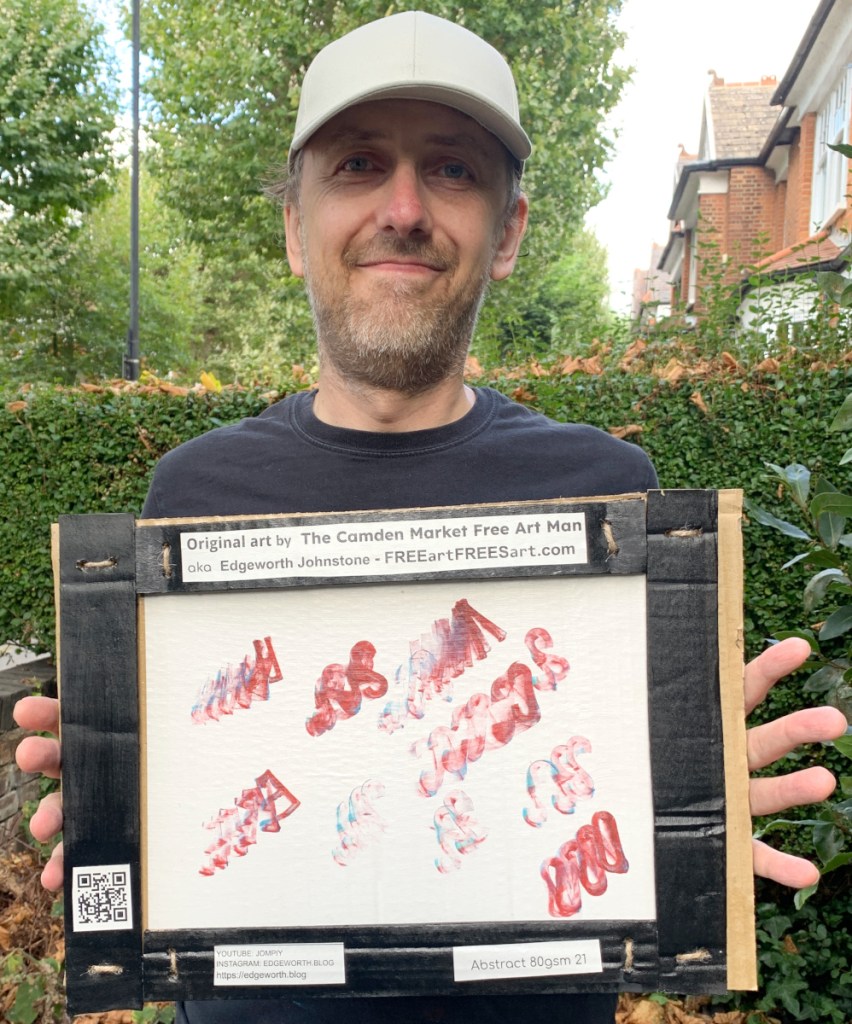 Original art by The Camden Market Free Art Man
aka Edgeworth Johnstone - FREEartFREESart.com
YOUTUBE: JOMPIY
INSTAGRAM: EDGEWORTH BLOG
https://edgeworth.blog
Abstract 80gsm 21